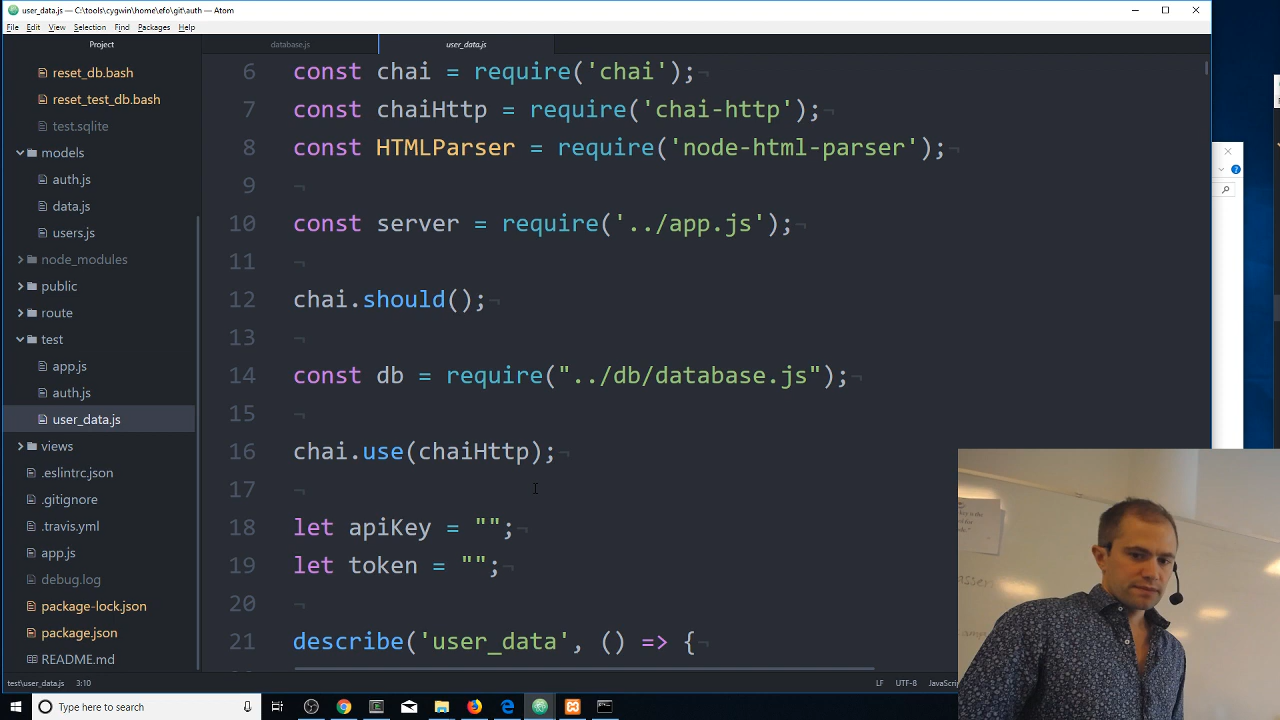 user_data.js — C:\tools\cygwin\home\efo\git\auth — Atom
File Edit View Selection Find Packages Help
Project
database.js
user_data.js
reset_db.bash
reset_test_db.bash
test.sqlite
models
auth.js
data.js
users.js
node_modules
public
route
test
app.js
auth.js
user_data.js
views
.eslintrc.json
.gitignore
.travis.yml
app.js
debug.log
package-lock.json
package.json
README.md
6 const chai = require('chai');¬
7 const chaiHttp = require('chai-http');¬
8 const HTMLParser = require('node-html-parser');¬
9 ¬
10 const server = require('../app.js');¬
11 ¬
12 chai.should();¬
13 ¬
14 const db = require("../db/database.js");¬
15 ¬
16 chai.use(chaiHttp);¬
17 ¬
18 let apiKey = "";¬
19 let token = "";¬
20 ¬
21 describe('user_data', () => {¬
test\user_data.js 3:10
LF UTF-8 JavaScri
Type here to search